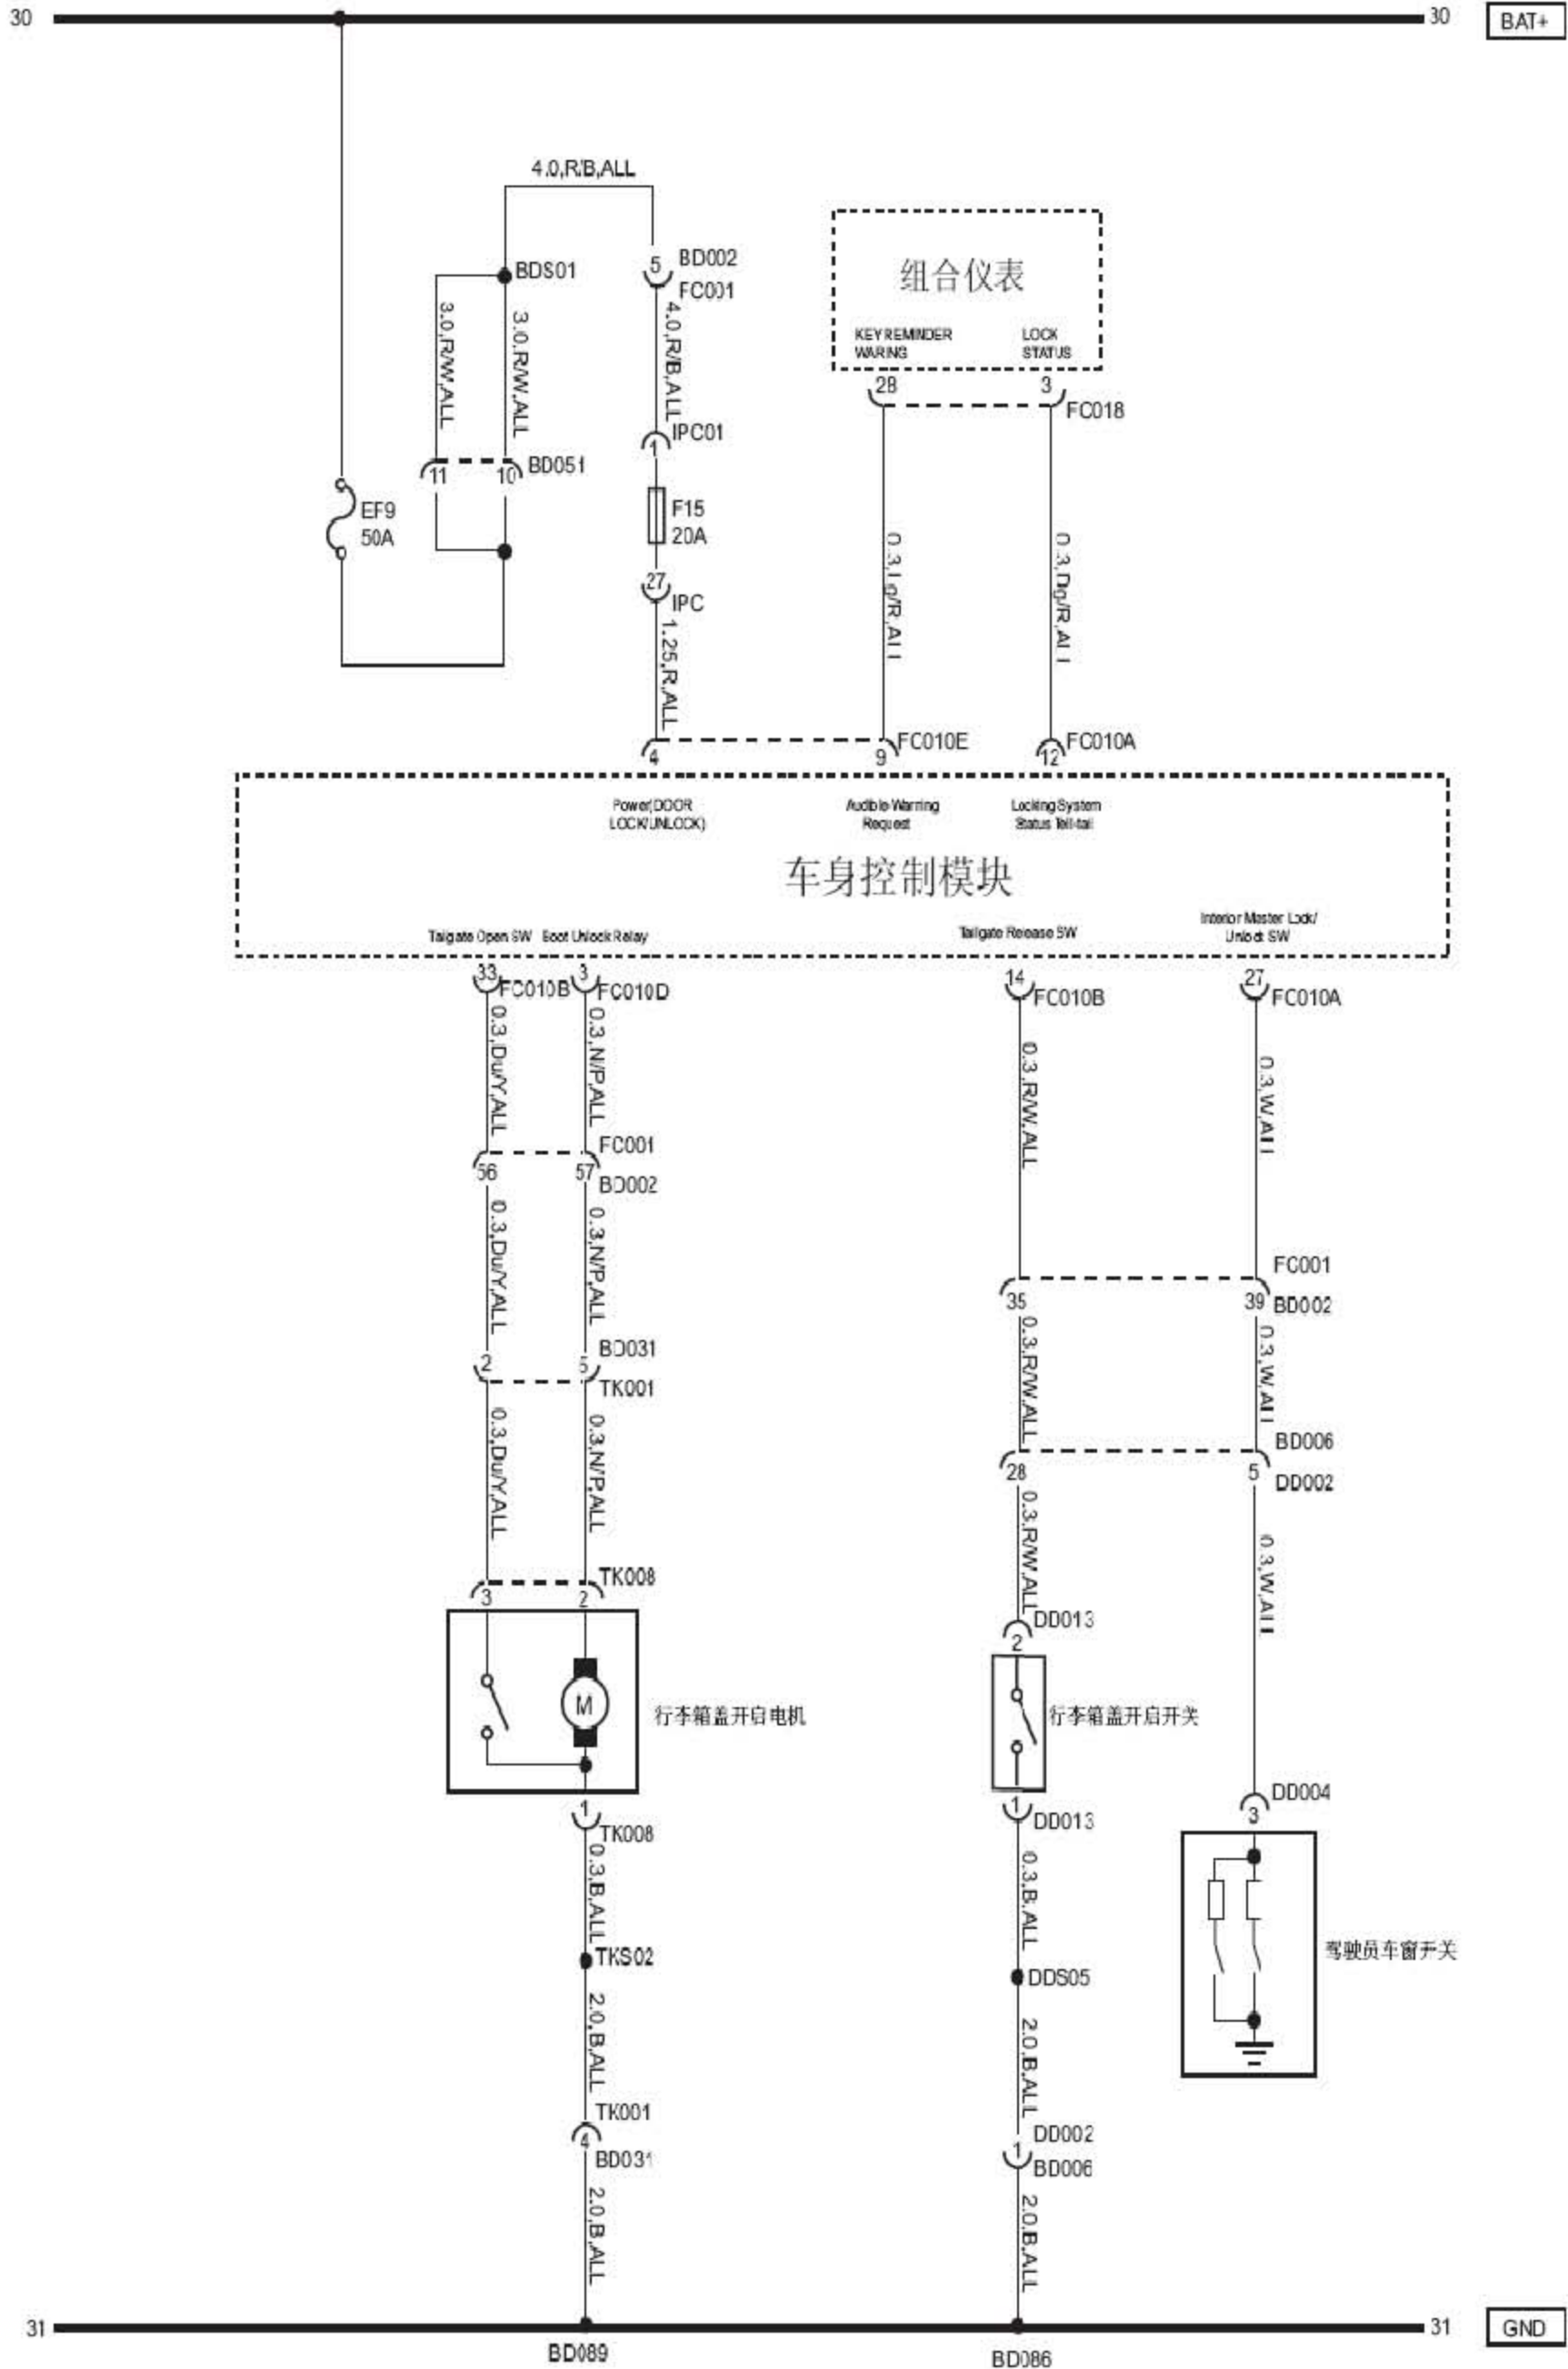 30
30
BAT+
4.0,R/B,ALL
BDS01
5
BD002
FC001
3.0,R/W,ALL
3.0,R/W,ALL
4.0,R/B,ALL
组合仪表
KEY REMINDER
WARING
LOCK
STATUS
28
3
FC018
IPC01
1
11
10
BD051
EF9
50A
F15
20A
27
IPC
1.25,R,ALL
0.3,Lg/R,ALL
0.3,Dg/R,ALL
4
9
FC010E
12
FC010A
Power(DOOR
LOCK/UNLOCK)
Audible Warning
Request
Locking System
Status Tell-tail
车身控制模块
Tailgate Open SW
Boot Unlock Relay
Tailgate Release SW
Interior Master Lock/
Unlock SW
33
FC010B
3
FC010D
14
FC010B
27
FC010A
0.3,Du/Y,ALL
0.3,N/P,ALL
0.3,R/W,ALL
0.3,W,ALL
FC001
56
57
BD002
FC001
35
39
BD002
0.3,Du/Y,ALL
0.3,N/P,ALL
0.3,R/W,ALL
0.3,W,ALL
BD031
2
5
TK001
BD006
28
5
DD002
0.3,Du/Y,ALL
0.3,N/P,ALL
0.3,R/W,ALL
0.3,W,ALL
TK008
3
2
DD013
2
M
行李箱盖开启电机
行李箱盖开启开关
1
TK008
1
DD013
DD004
3
0.3,B,ALL
0.3,B,ALL
驾驶员车窗开关
TKS02
DDS05
2.0,B,ALL
2.0,B,ALL
TK001
4
BD031
DD002
1
BD006
2.0,B,ALL
2.0,B,ALL
31
31
GND
BD089
BD086